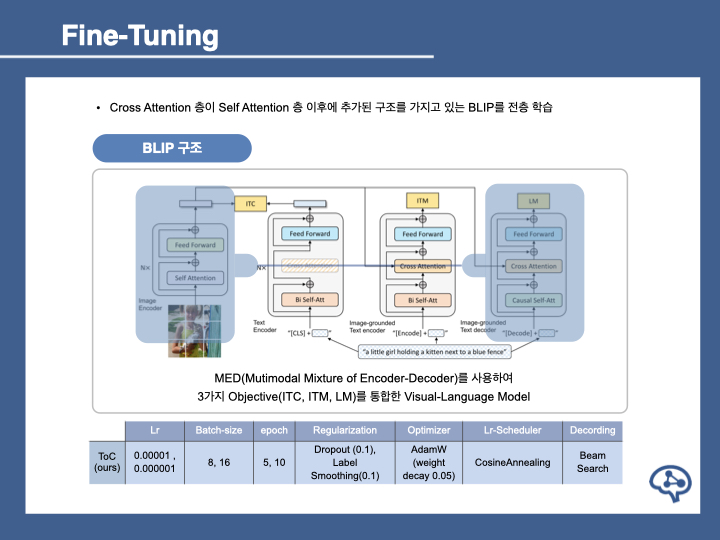 Fine-Tuning
• Cross Attention 층이 Self Attention 층 이후에 추가된 구조를 가지고 있는 BLIP를 전층 학습
BLIP 구조
ITC
ITM
LM
Feed Forward
Feed Forward
Feed Forward
Feed Forward
N×
Self Attention
N×
Cross Attention
Cross Attention
Cross Attention
Bi Self-Att
Bi Self-Att
Causal Self-Att
Image
Encoder
Text
Encoder
"[CLS] + "
Image-grounded
Text encoder
"[Encode] + "
Image-grounded
Text decoder
"[Decode] + "
"a little girl holding a kitten next to a blue fence"
MED(Mutimodal Mixture of Encoder-Decoder)를 사용하여
3가지 Objective(ITC, ITM, LM)를 통합한 Visual-Language Model
Lr Batch-size epoch Regularization Optimizer Lr-Scheduler Decording
ToC
(ours)
0.00001 ,
0.000001
8, 16
5, 10
Dropout (0.1),
Label
Smoothing(0.1)
AdamW
(weight
decay 0.05)
CosineAnnealing
Beam
Search